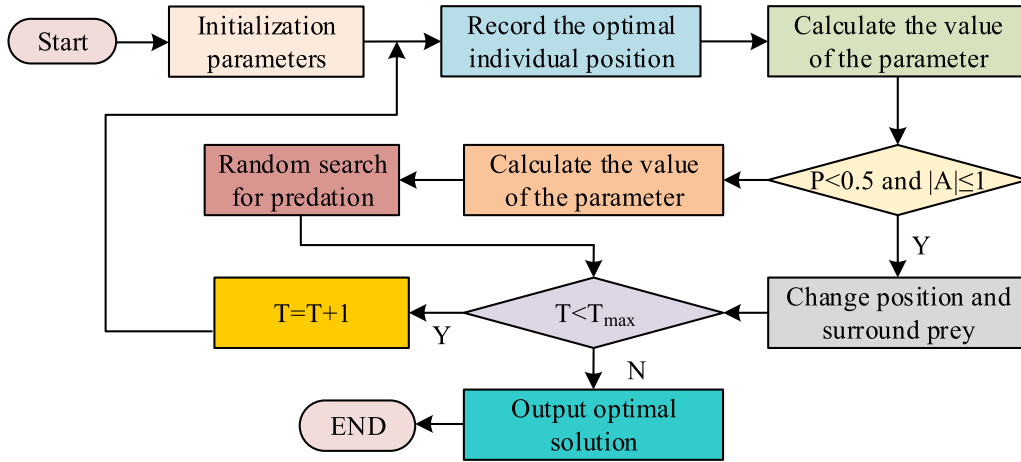 Start
Initialization
parameters
Record the optimal
individual position
Calculate the value
of the parameter
P<0.5 and |A|≤1
Calculate the value
of the parameter
Random search
for predation
Y
Change position and
surround prey
T<Tmax
Y
T=T+1
N
Output optimal
solution
END